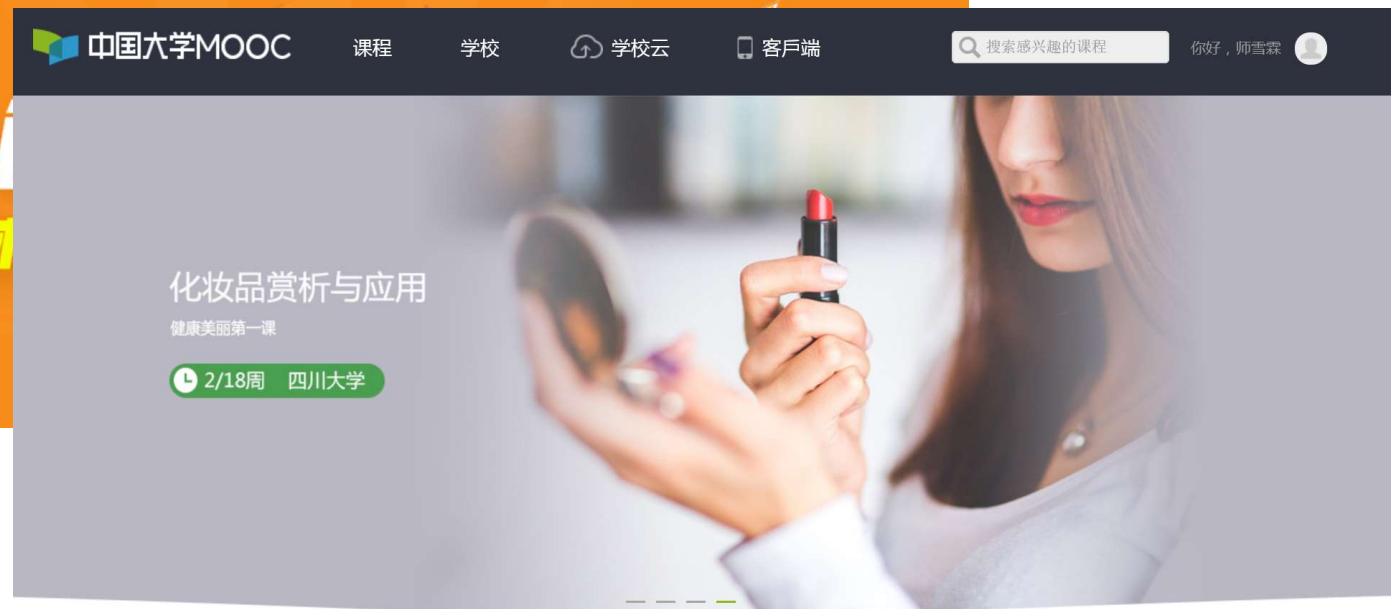 中国大学MOOC 课程 学校 学校云 客戶端 搜索感兴趣的课程 你好，师雪霖
化妆品赏析与应用
健康美丽第一课
2/18周 四川大学